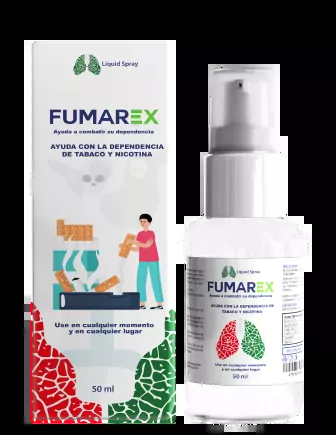 Liquid Spray
FUMAREX
Ayuda a combatir su dependencia
AYUDA CON LA DEPENDENCIA
DE TABACO Y NICOTINA
Use en cualquier momento
y en cualquier lugar
50 ml
Liquid Spray
FUMAREX
Ayuda a combatir su dependencia
AYUDA CON LA DEPENDENCIA DE
TABACO Y NICOTINA
Use en cualquier momento
y en cualquier lugar
50 ml